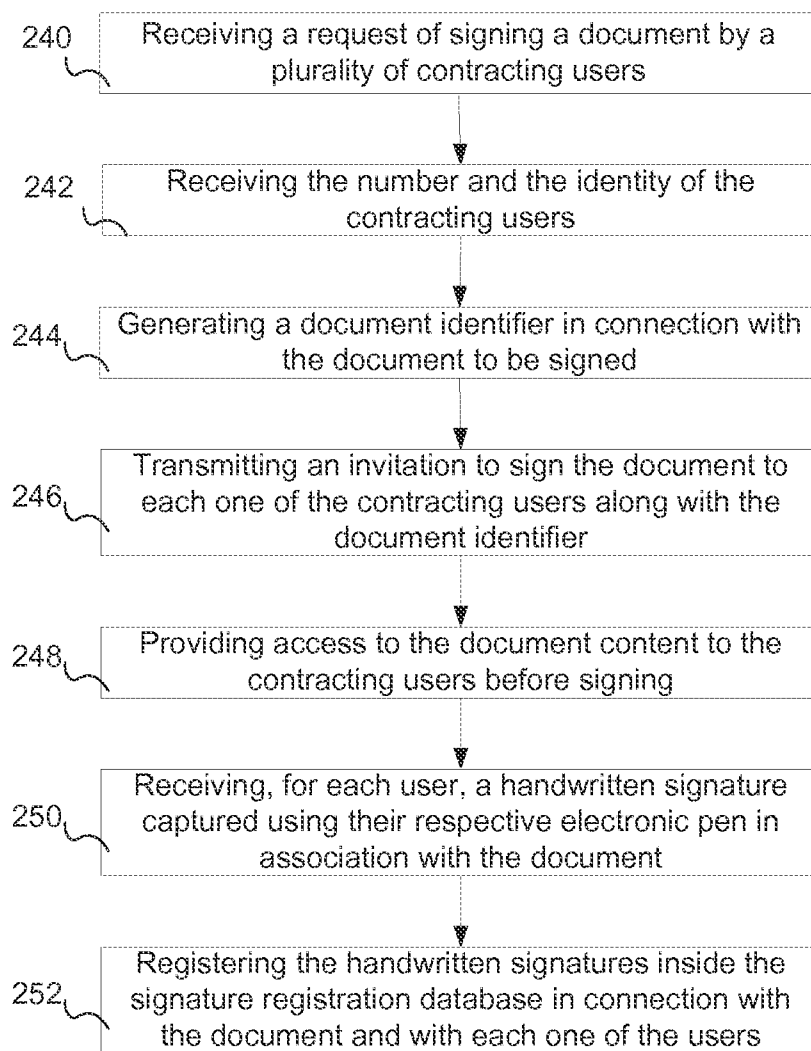 240
Receiving a request of signing a document by a
plurality of contracting users
242
Receiving the number and the identity of the
contracting users
244
Generating a document identifier in connection with
the document to be signed
246
Transmitting an invitation to sign the document to
each one of the contracting users along with the
document identifier
248
Providing access to the document content to the
contracting users before signing
250
Receiving, for each user, a handwritten signature
captured using their respective electronic pen in
association with the document
252
Registering the handwritten signatures inside the
signature registration database in connection with
the document and with each one of the users